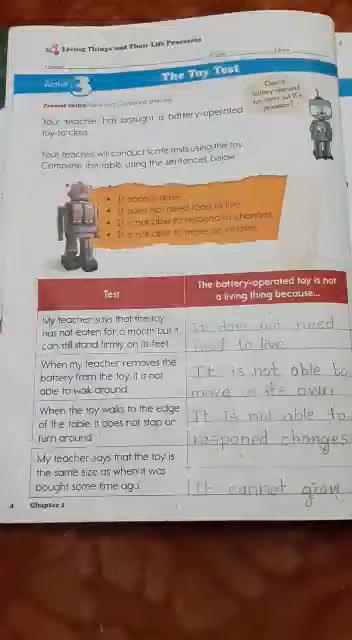 Living Things and Their Life Processes
Activity 3
The Toy Test
battery-operated
toy carry out life
processes?
Your teacher has brought a battery-operated
toy to class.
Your teacher will conduct some tests using the toy.
Complete the table using the sentences below.
• It cannot grow.
• It does not need food to live.
• It is not able to respond to changes.
• It is not able to move on its own.
Test
The battery-operated toy is not
a living thing because...
My teacher says that the toy
has not eaten for a month but it
can still stand firmly on its feet.
It does not need
food to live
When my teacher removes the
battery from the toy, it is not
able to walk around.
It is not able to
move on its own
When the toy walks to the edge
of the table, it does not stop or
turn around.
It is not able to
responed changes
My teacher says that the toy is
the same size as when it was
bought some time ago.
It cannot grow
4 Chapter 1